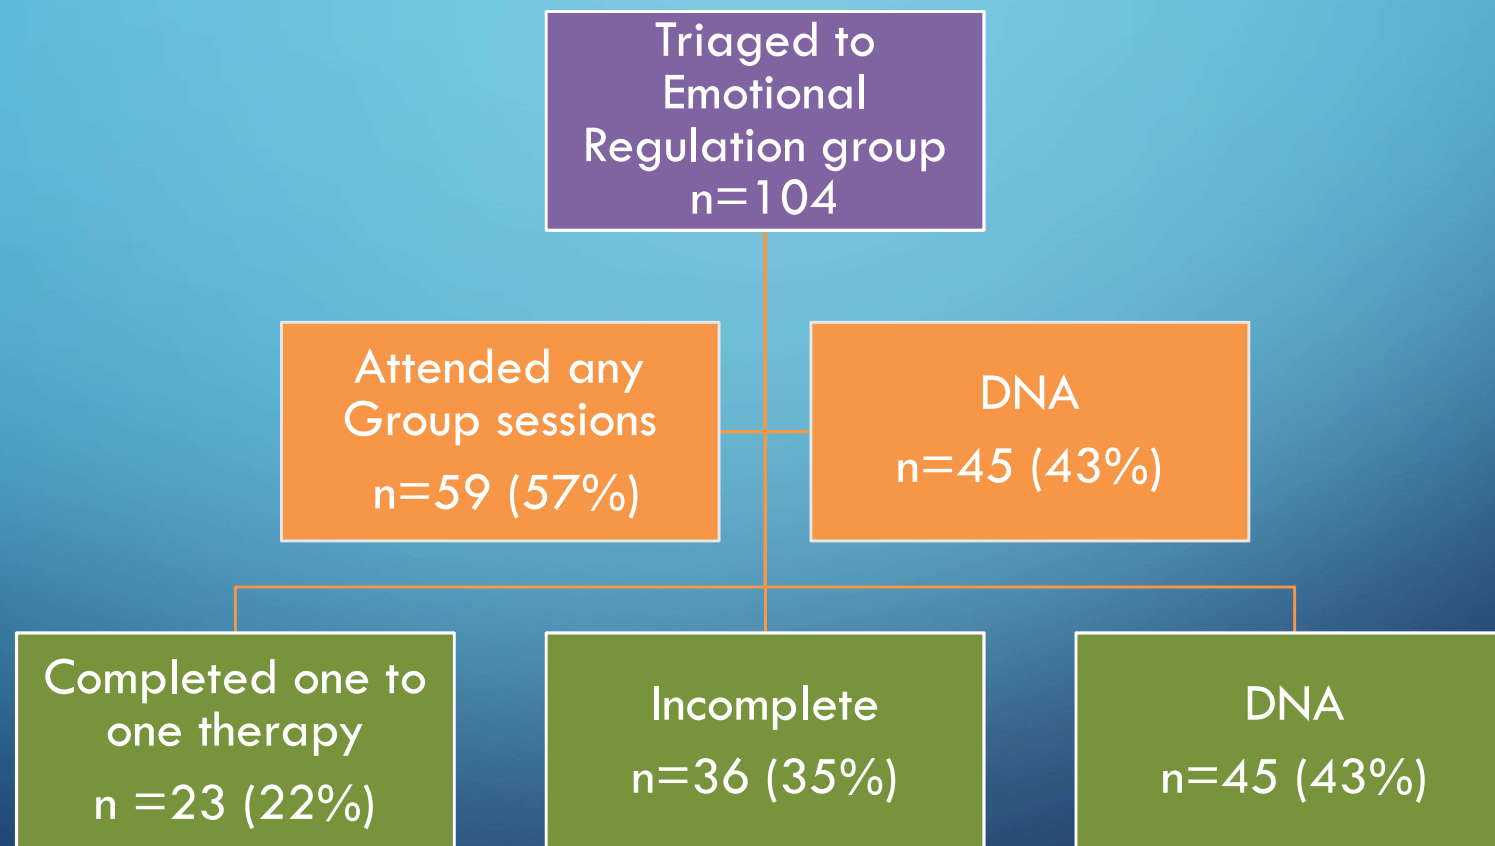 Triaged to
Emotional
Regulation group
n=104
Attended any
Group sessions
n=59 (57%)
DNA
n=45 (43%)
Completed one to
one therapy
n =23 (22%)
Incomplete
n=36 (35%)
DNA
n=45 (43%)